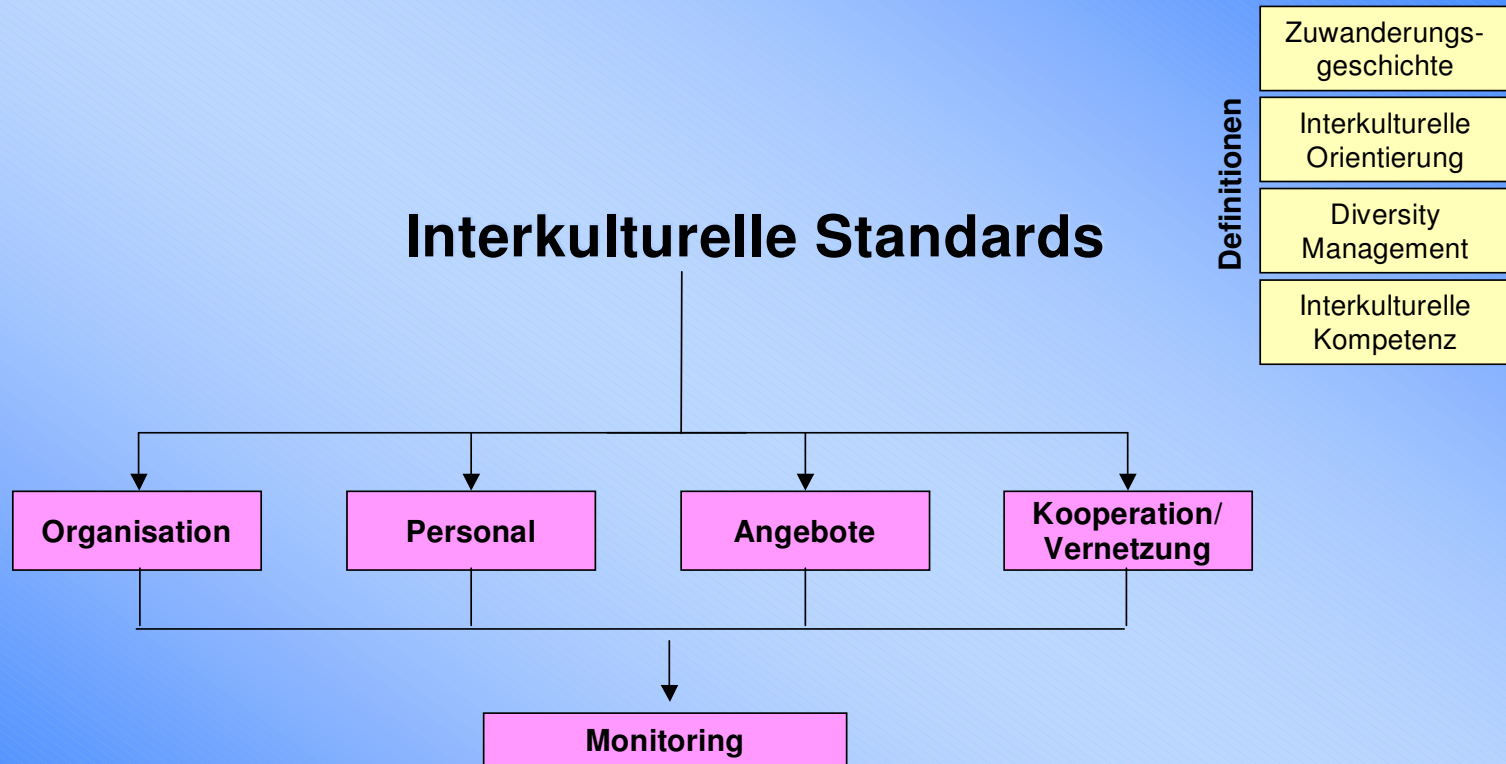 Zuwanderungs-
geschichte
Definitionen
Interkulturelle
Orientierung
Diversity
Management
Interkulturelle
Kompetenz
Interkulturelle Standards
Organisation
Personal
Angebote
Kooperation/
Vernetzung
Monitoring